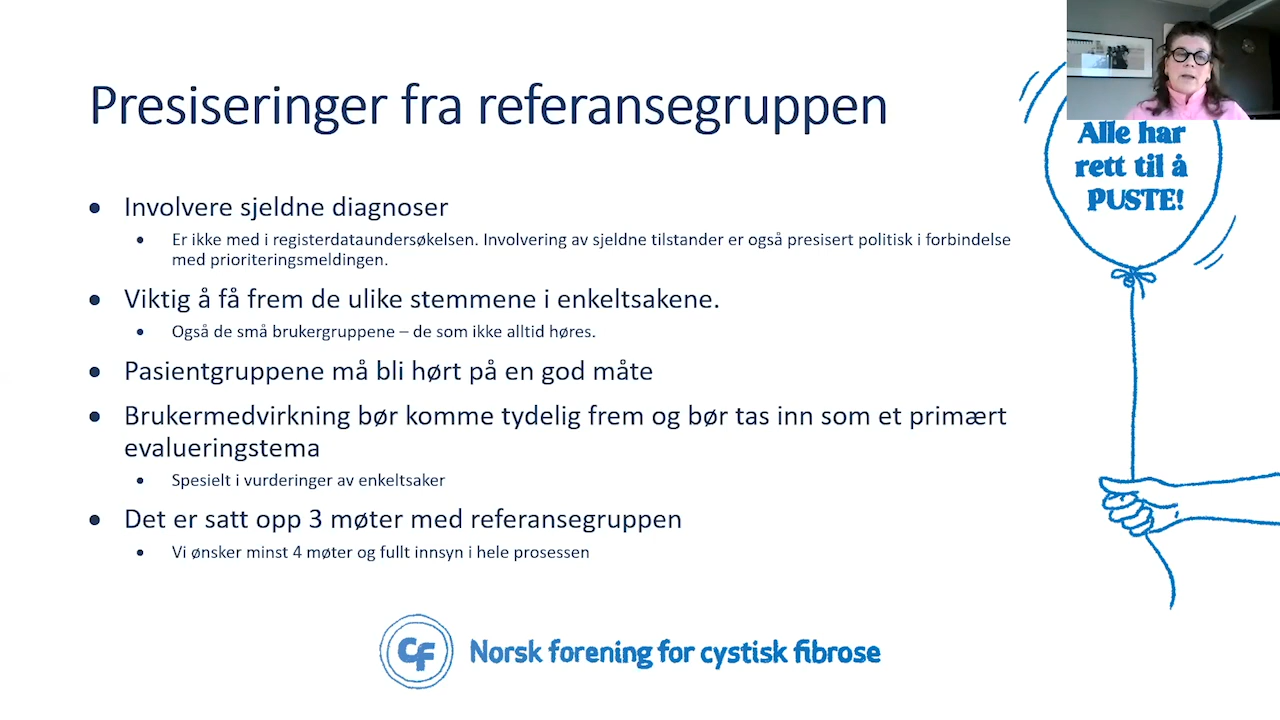 Presiseringer fra referansegruppen
Alle har
rett til å
PUSTE!
• Involvere sjeldne diagnoser
• Er ikke med i registerdataundersøkelsen. Involvering av sjeldne tilstander er også presisert politisk i forbindelse
med prioriteringsmeldingen.
• Viktig å få frem de ulike stemmene i enkeltsakene.
• Også de små brukergruppene – de som ikke alltid høres.
• Pasientgruppene må bli hørt på en god måte
• Brukermedvirkning bør komme tydelig frem og bør tas inn som et primært
evalueringstema
• Spesielt i vurderinger av enkeltsaker
• Det er satt opp 3 møter med referansegruppen
• Vi ønsker minst 4 møter og fullt innsyn i hele prosessen
CF Norsk forening for cystisk fibrose